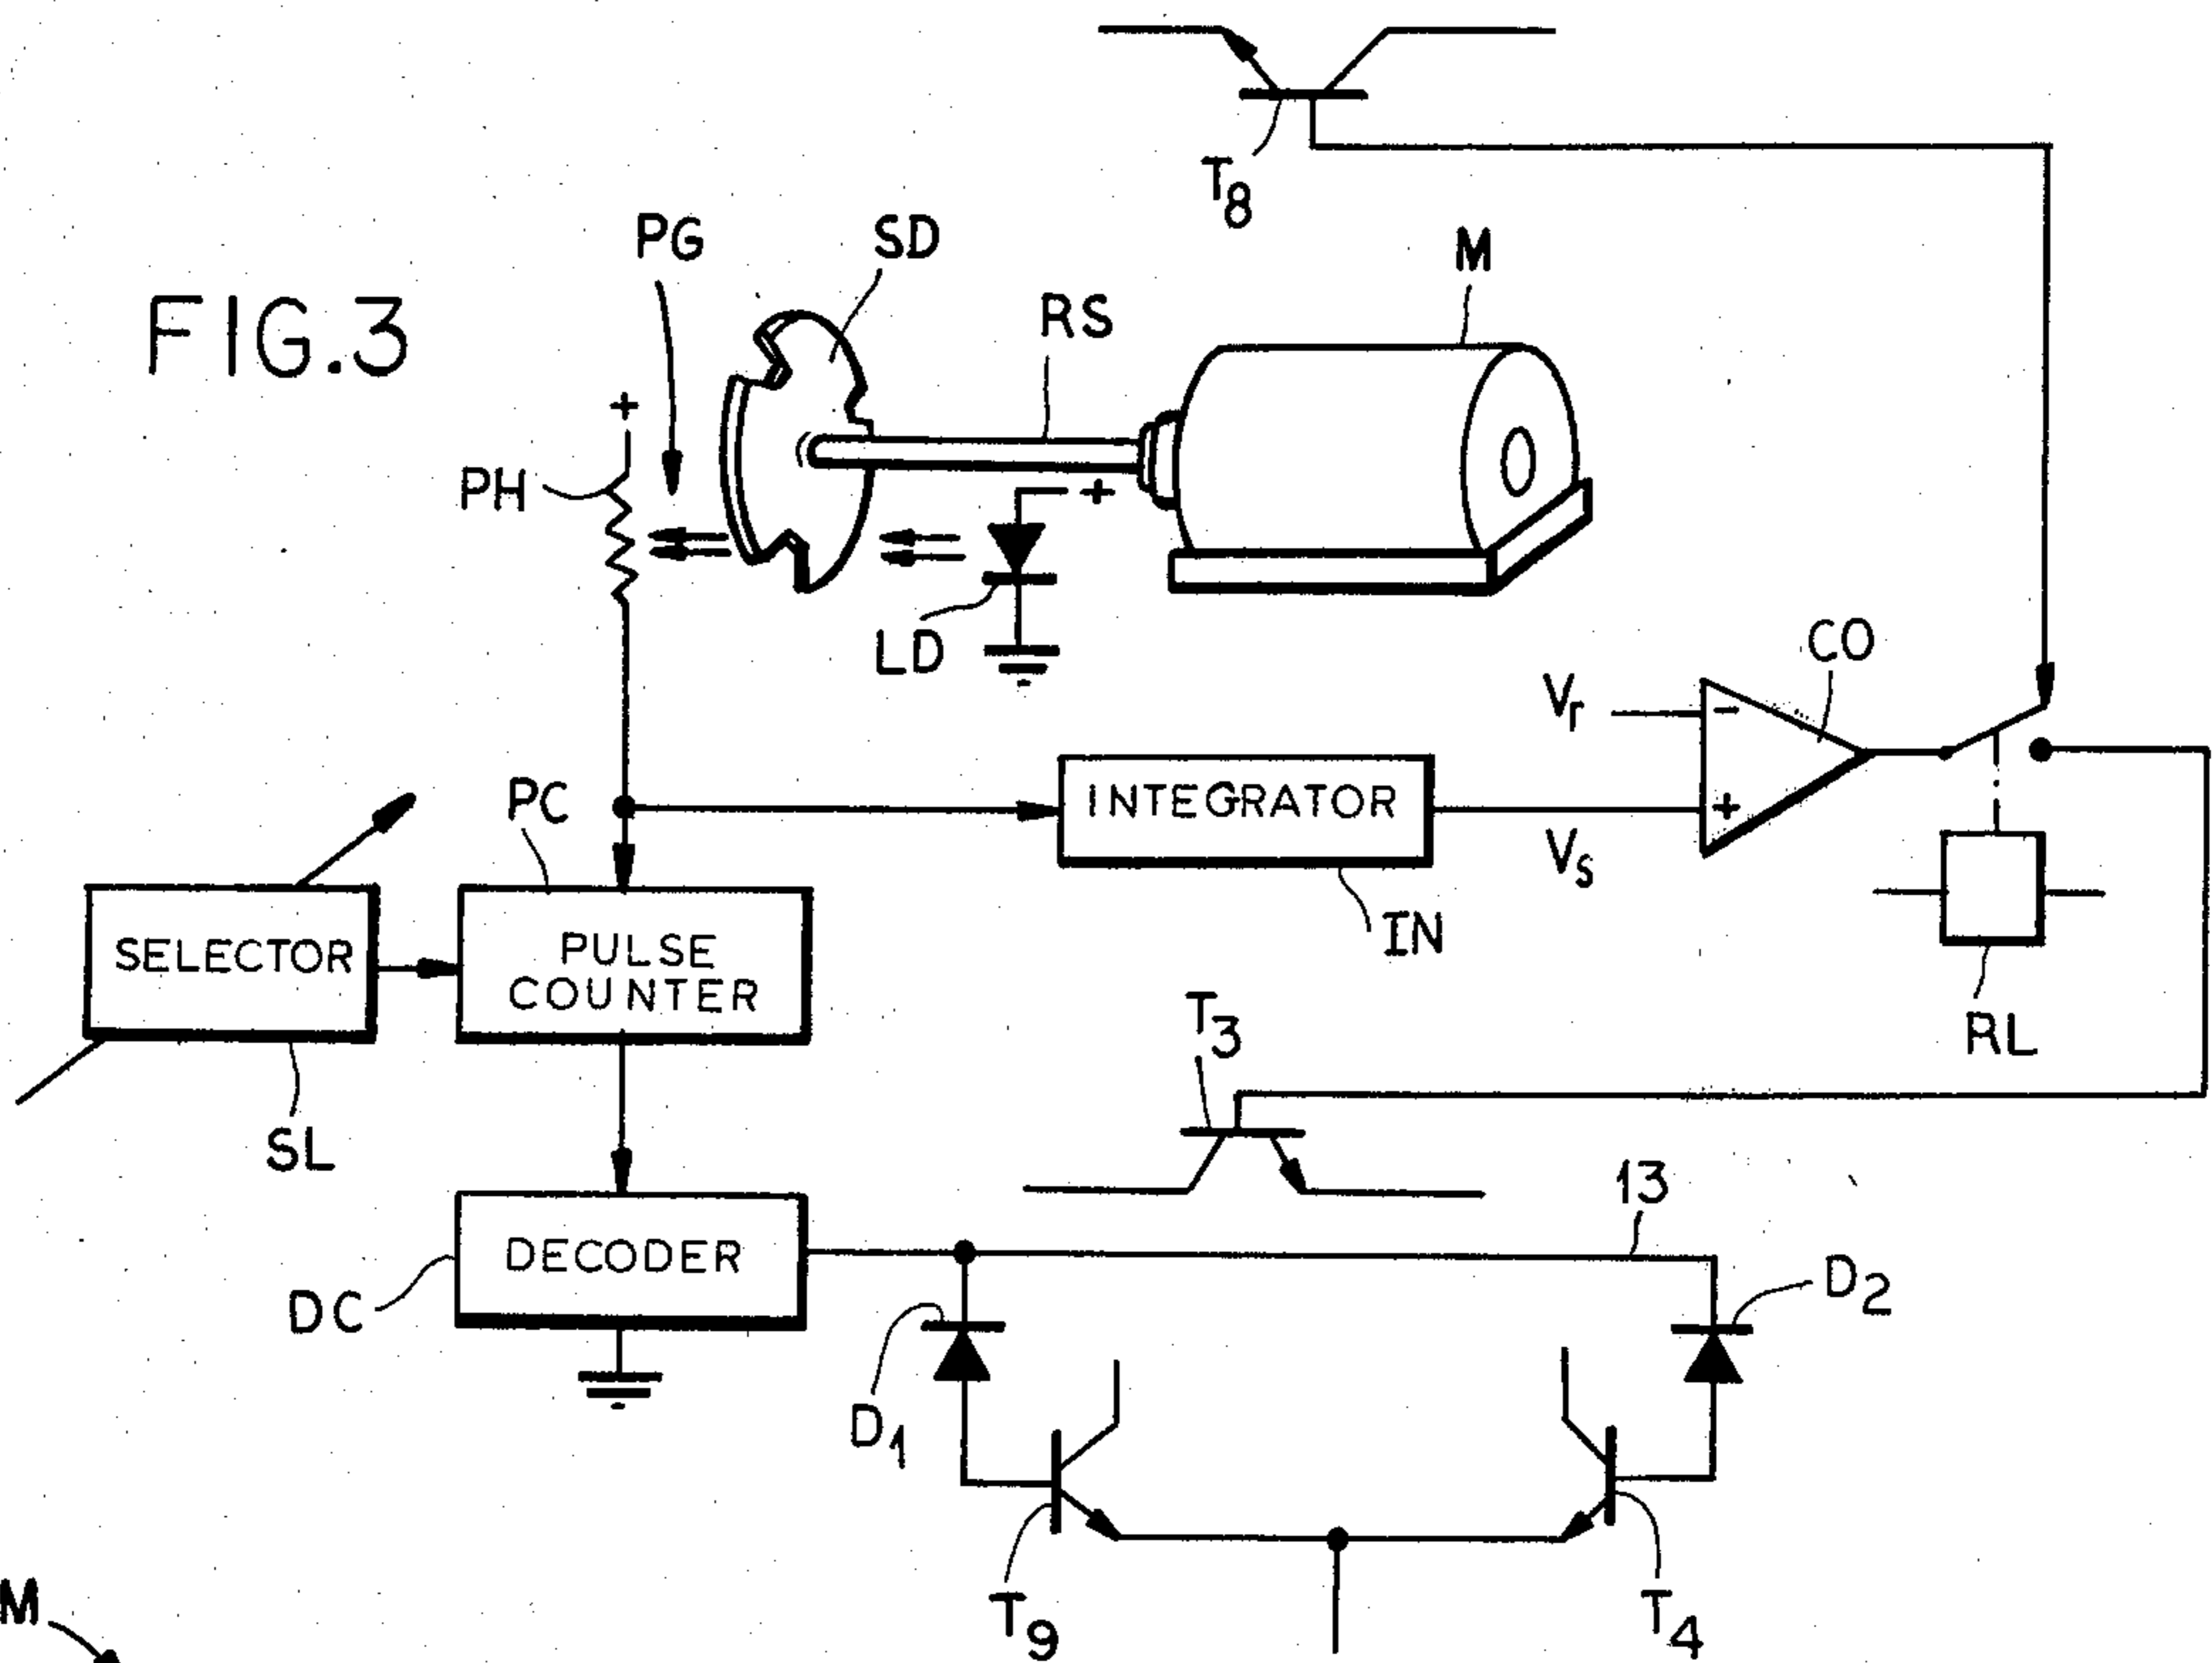 T8
PG
SD
M
RS
FIG.3
+
PH
+
LD
CO
Vr
-
PC
INTEGRATOR
+
Vs
SELECTOR
PULSE
COUNTER
IN
T3
RL
SL
13
DECODER
D2
DC
D1
T9
T4
M